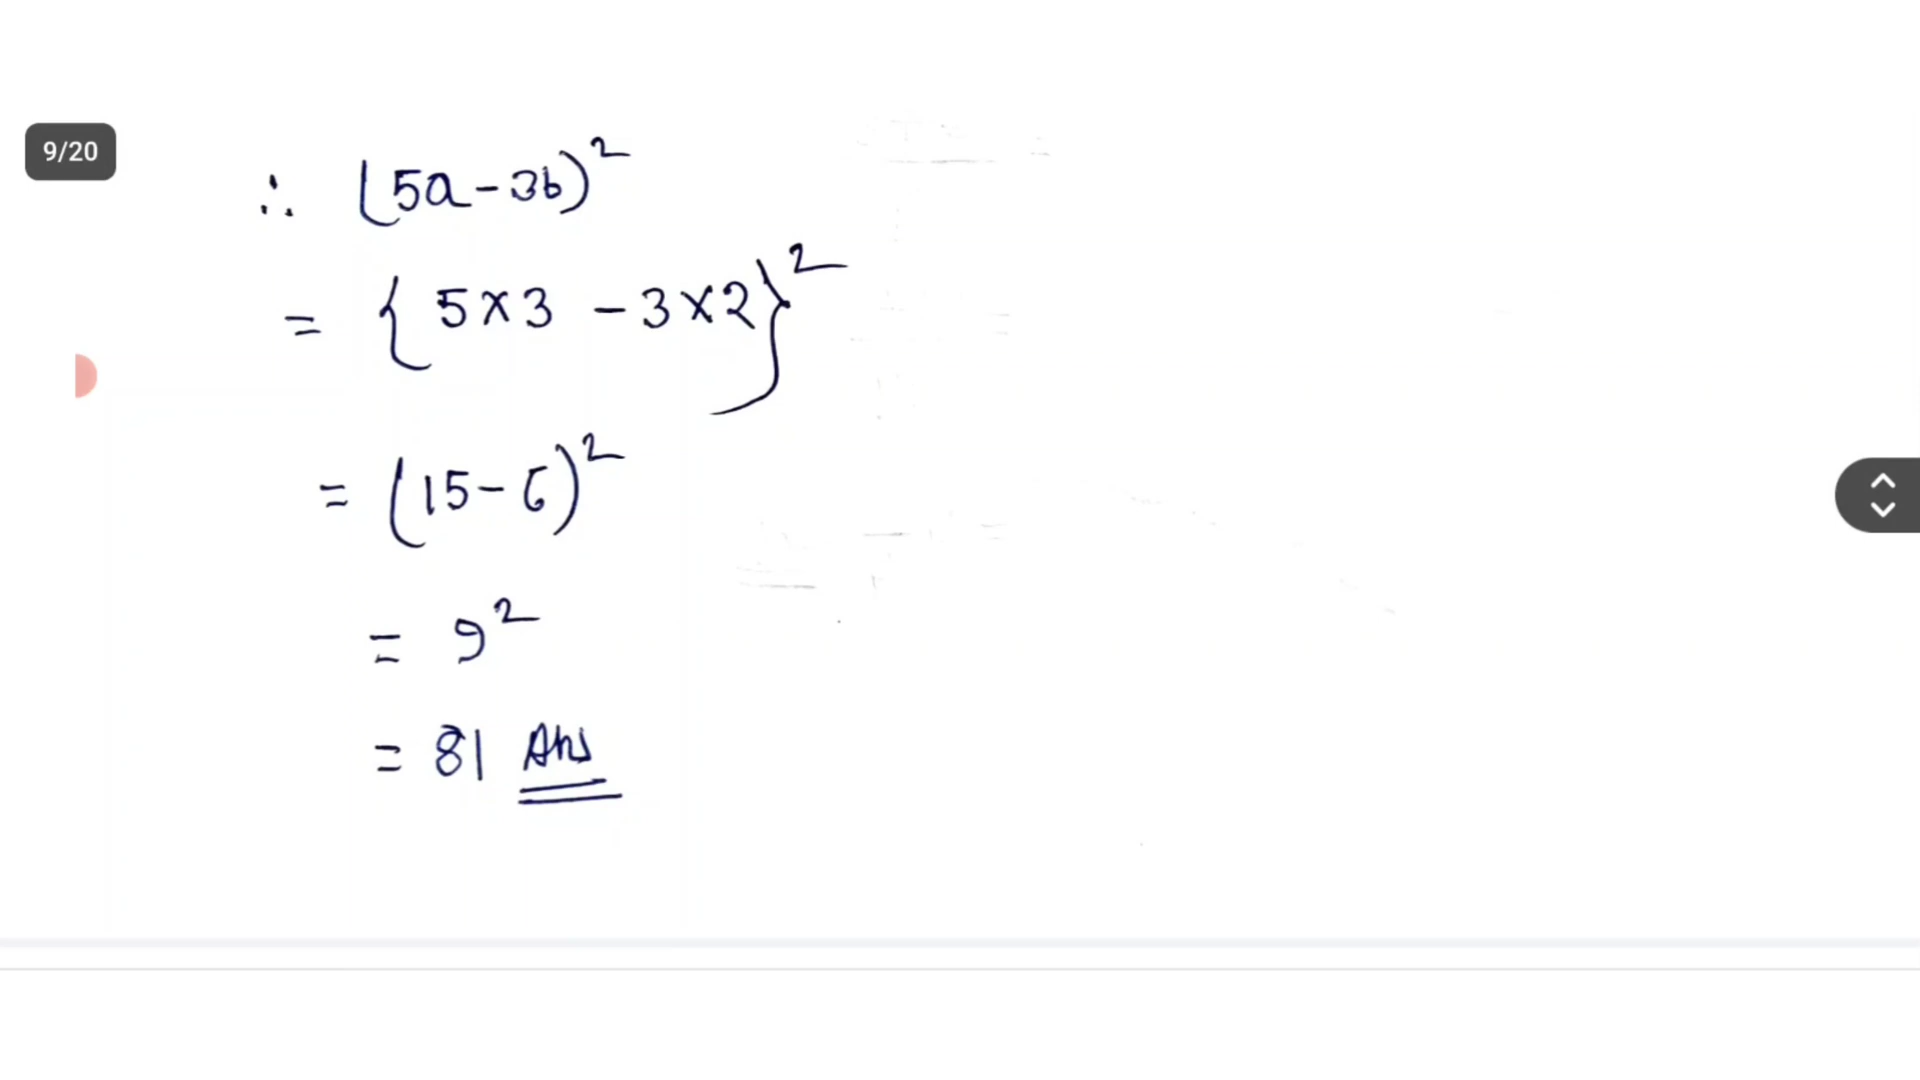 9/20
∴ (5a-3b)²
= {5×3 -3×2}²
= (15-6)²
= 9²
= 81 Ans